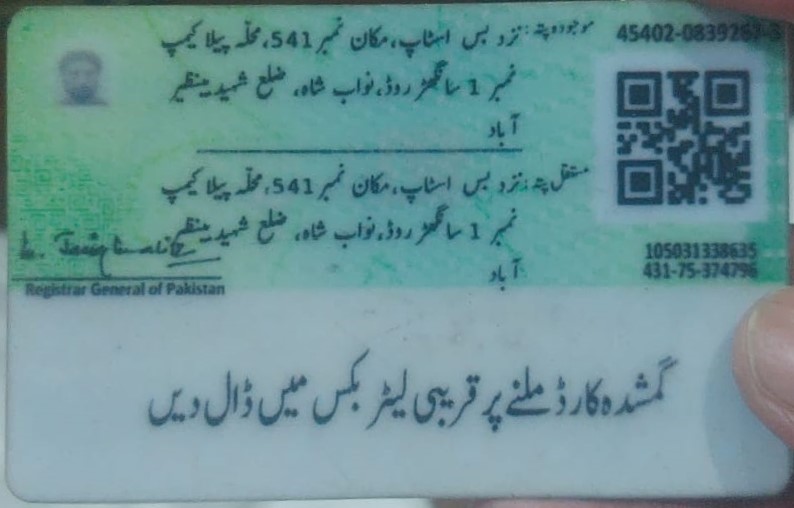 موجودہ پتہ: نزد بس اسٹاپ، مکان نمبر 541، محلہ پیلا کیمپ
نمبر 1 سانگھڑ روڈ، نواب شاہ، ضلع شہید بینظیر
آباد
45402-0839267-3
مستقل پتہ: نزد بس اسٹاپ، مکان نمبر 541، محلہ پیلا کیمپ
نمبر 1 سانگھڑ روڈ، نواب شاہ، ضلع شہید بینظیر
آباد
105031338635
431-75-374796
Registrar General of Pakistan
گمشدہ کارڈ ملنے پر قریبی لیٹر بکس میں ڈال دیں